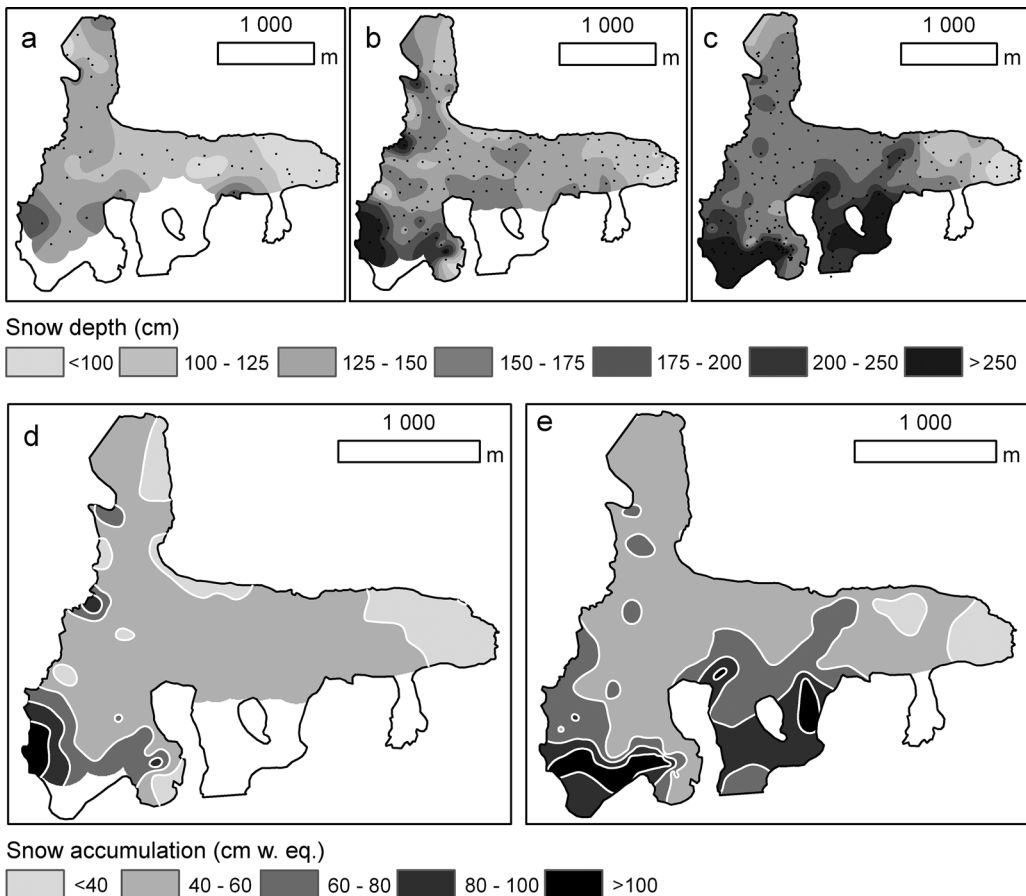 a
1 000
m
b
1 000
m
c
1 000
m
Snow depth (cm)
<100 100 - 125 125 - 150 150 - 175 175 - 200 200 - 250 >250
d
1 000
m
e
1 000
m
Snow accumulation (cm w. eq.)
<40 40 - 60 60 - 80 80 - 100 >100